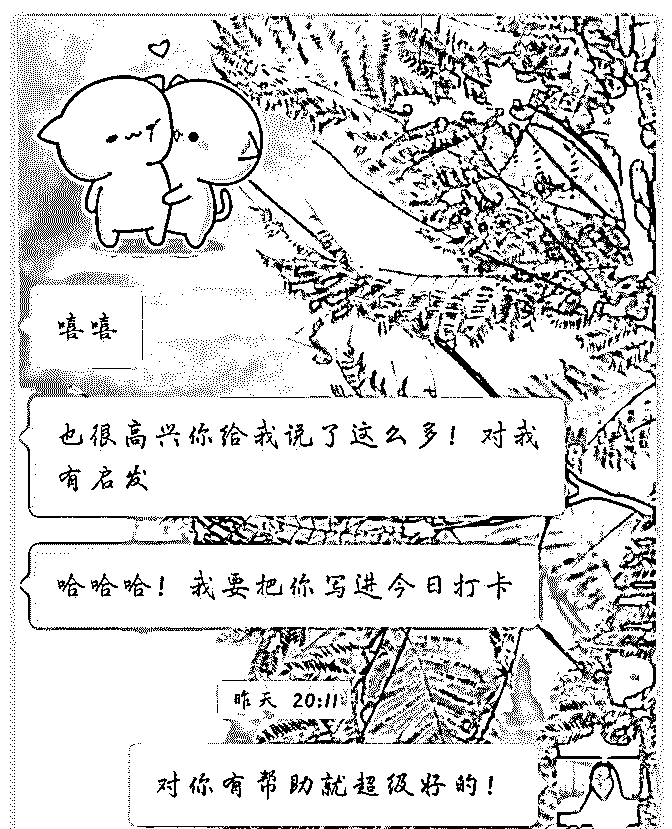 嘻嘻
也很高兴你给我说了这么多！对我
有启发
哈哈哈！我要把你写进今日打卡
昨天 20:11
对你有帮助就超级好的！